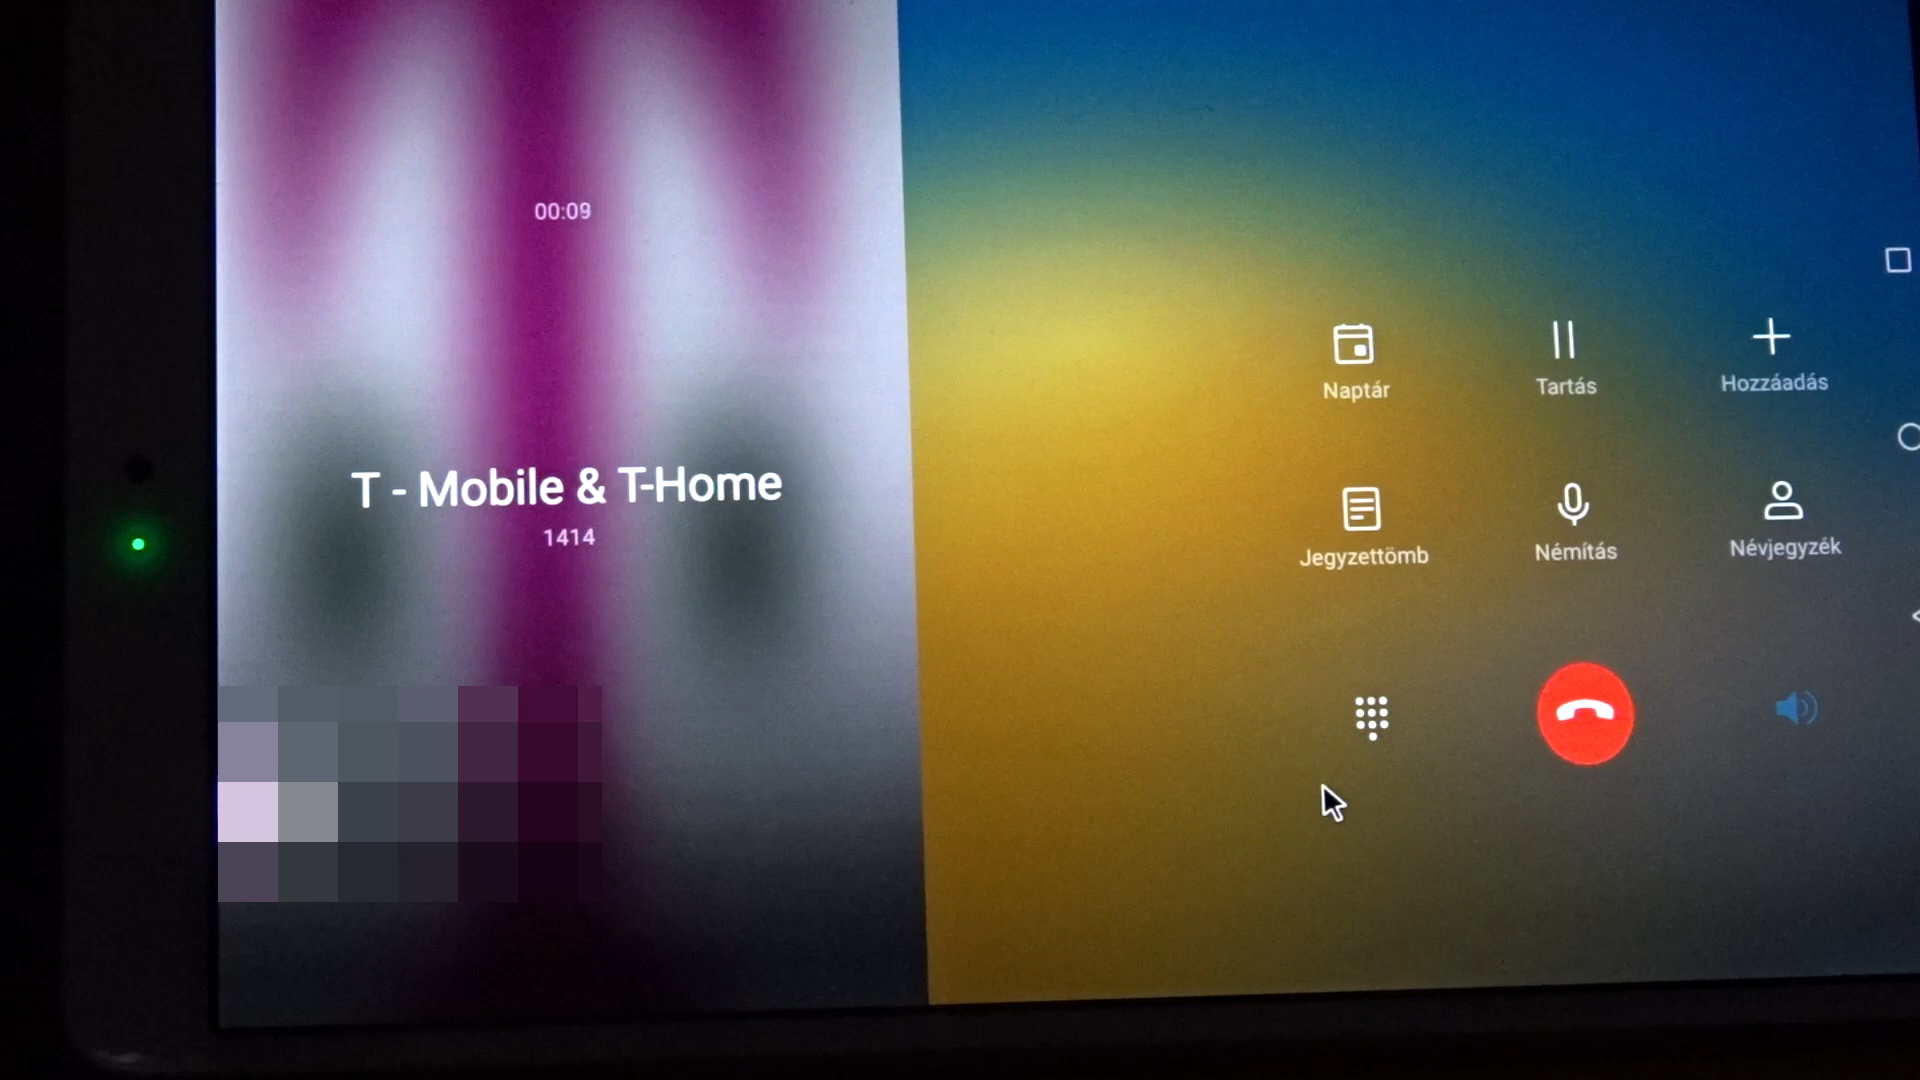 00:09
T - Mobile & T-Home
1414
Naptár
Tartás
Hozzáadás
Jegyzettömb
Némítás
Névjegyzék